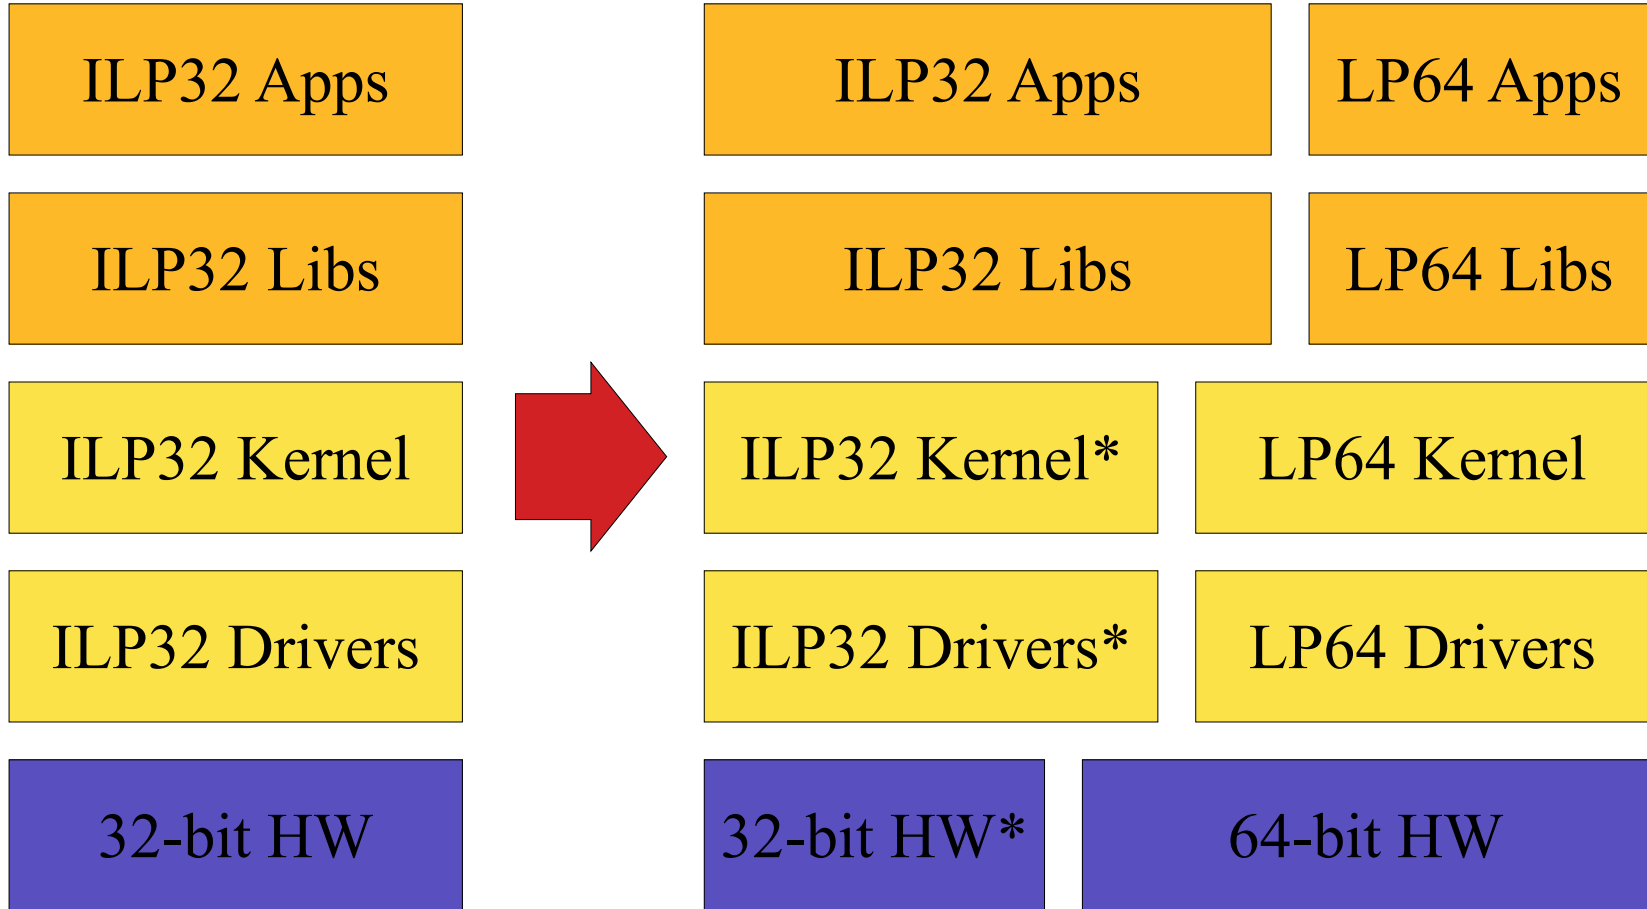 ILP32 Apps
ILP32 Libs
ILP32 Kernel
ILP32 Drivers
32-bit HW
ILP32 Apps
LP64 Apps
ILP32 Libs
LP64 Libs
ILP32 Kernel*
LP64 Kernel
ILP32 Drivers*
LP64 Drivers
32-bit HW*
64-bit HW